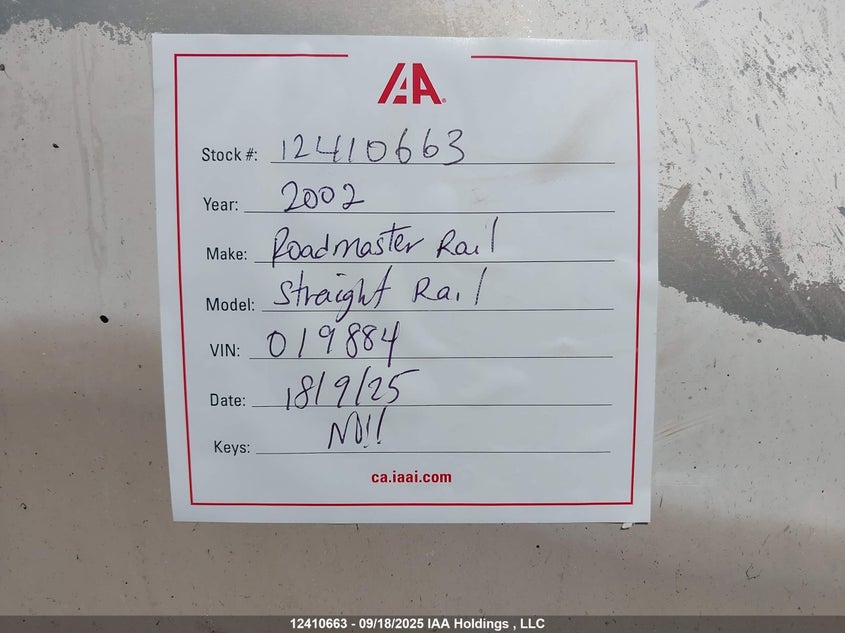 IAA
Stock #: 12410663
Year: 2002
Make: Roadmaster Rail
Model: Straight Rail
VIN: 019884
Date: 18/9/25
Keys: Nill
ca.iaai.com
12410663 - 09/18/2025 IAA Holdings , LLC